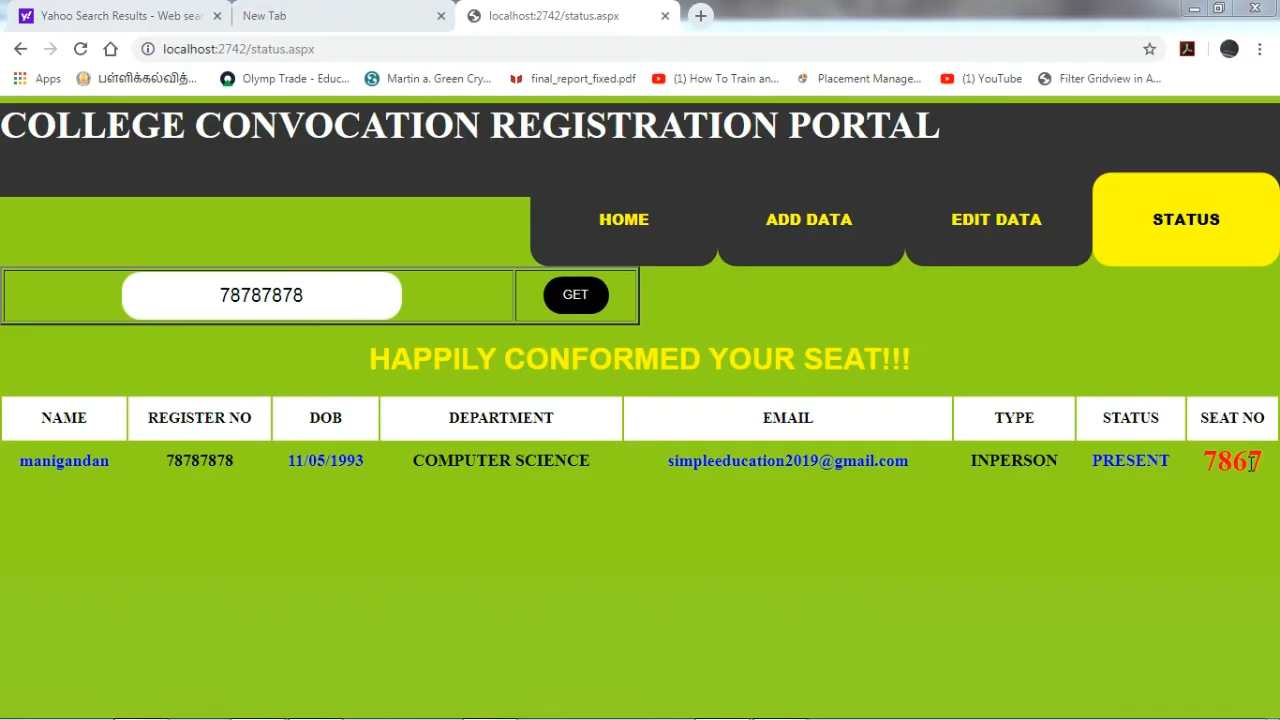 Yahoo Search Results - Web sear
New Tab
localhost:2742/status.aspx
localhost:2742/status.aspx
Apps
பள்ளிக்கல்வித்...
Olymp Trade - Educ...
Martin a. Green Cry...
final_report_fixed.pdf
(1) How To Train an...
Placement Manage...
(1) YouTube
Filter Gridview in A...
COLLEGE CONVOCATION REGISTRATION PORTAL
HOME ADD DATA EDIT DATA STATUS
78787878 GET
HAPPILY CONFORMED YOUR SEAT!!!
NAME REGISTER NO DOB DEPARTMENT EMAIL TYPE STATUS SEAT NO
manigandan 78787878 11/05/1993 COMPUTER SCIENCE simpleeducation2019@gmail.com INPERSON PRESENT 7867